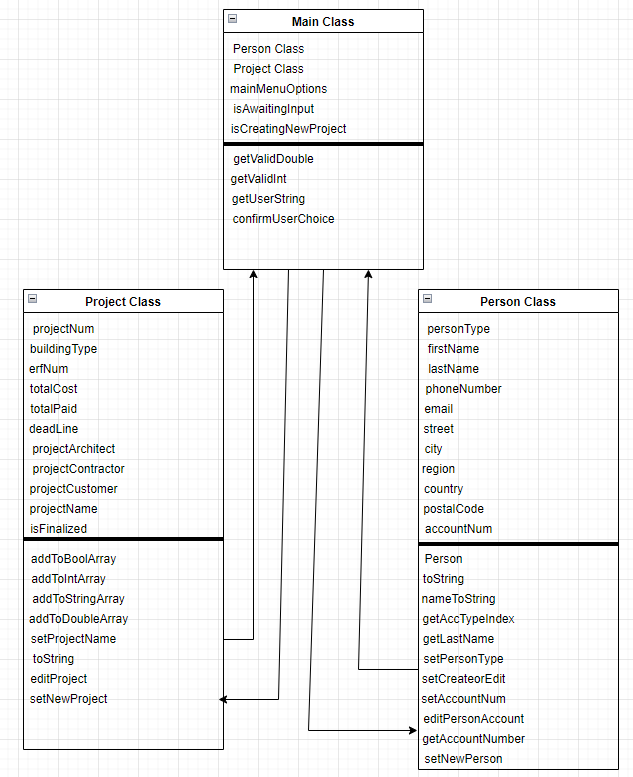 Main Class
Person Class
Project Class
mainMenuOptions
isAwaitingInput
isCreatingNewProject
getValidDouble
getValidInt
getUserString
confirmUserChoice
Project Class
projectNum
buildingType
erfNum
totalCost
totalPaid
deadLine
projectArchitect
projectContractor
projectCustomer
projectName
isFinalized
addToBoolArray
addToIntArray
addToStringArray
addToDoubleArray
setProjectName
toString
editProject
setNewProject
Person Class
personType
firstName
lastName
phoneNumber
email
street
city
region
country
postalCode
accountNum
Person
toString
nameToString
getAccTypeIndex
getLastName
setPersonType
setCreateorEdit
setAccountNum
editPersonAccount
getAccountNumber
setNewPerson